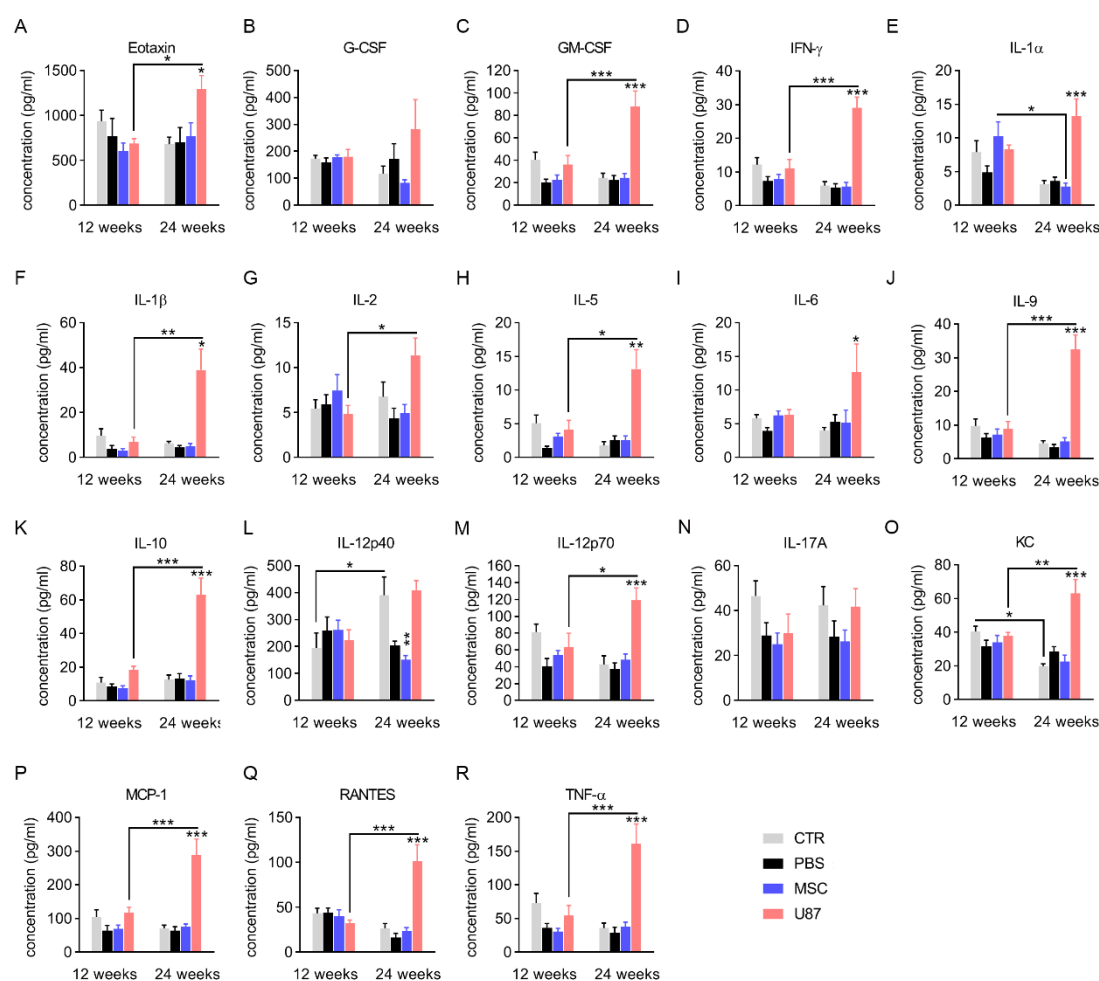 A B C D E
Eotaxin G-CSF GM-CSF IFN-γ IL-1α
concentration (pg/ml) 1500 1000 500 0 * * 12 weeks 24 weeks
concentration (pg/ml) 500 400 300 200 100 0 12 weeks 24 weeks
concentration (pg/ml) 120 100 80 60 40 20 0 *** *** 12 weeks 24 weeks
concentration (pg/ml) 40 30 20 10 0 *** *** 12 weeks 24 weeks
concentration (pg/ml) 20 15 10 5 0 * *** 12 weeks 24 weeks
F G H I J
IL-1β IL-2 IL-5 IL-6 IL-9
concentration (pg/ml) 60 40 20 0 ** * 12 weeks 24 weeks
concentration (pg/ml) 15 10 5 0 * 12 weeks 24 weeks
concentration (pg/ml) 20 15 10 5 0 * ** 12 weeks 24 weeks
concentration (pg/ml) 20 15 10 5 0 * 12 weeks 24 weeks
concentration (pg/ml) 40 30 20 10 0 *** *** 12 weeks 24 weeks
K L M N O
IL-10 IL-12p40 IL-12p70 IL-17A KC
concentration (pg/ml) 80 60 40 20 0 *** *** 12 weeks 24 weeks
concentration (pg/ml) 500 400 300 200 100 0 * ** 12 weeks 24 weeks
concentration (pg/ml) 160 140 120 100 80 60 40 20 0 * *** 12 weeks 24 weeks
concentration (pg/ml) 60 40 20 0 12 weeks 24 weeks
concentration (pg/ml) 80 60 40 20 0 ** *** * 12 weeks 24 weeks
P Q R
MCP-1 RANTES TNF-α
concentration (pg/ml) 400 300 200 100 0 *** *** 12 weeks 24 weeks
concentration (pg/ml) 150 100 50 0 *** *** 12 weeks 24 weeks
concentration (pg/ml) 200 150 100 50 0 *** *** 12 weeks 24 weeks
CTR
PBS
MSC
U87